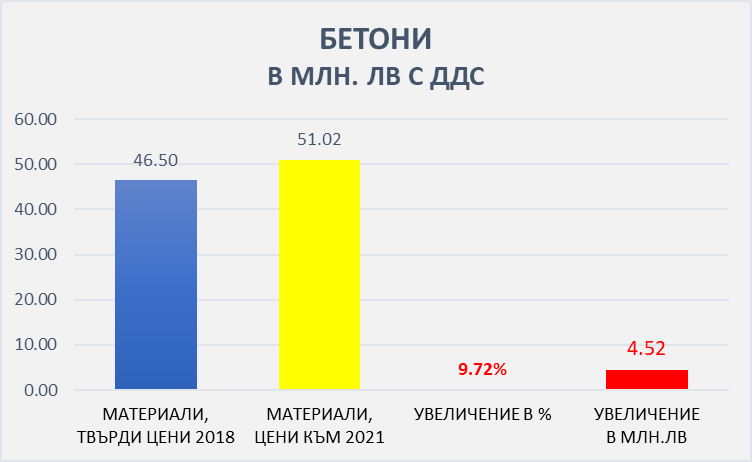 БЕТОНИ
В МЛН. ЛВ С ДДС
60.00
50.00
40.00
30.00
20.00
10.00
0.00
46.50
51.02
9.72%
4.52
МАТЕРИАЛИ,
ТВЪРДИ ЦЕНИ 2018
МАТЕРИАЛИ,
ЦЕНИ КЪМ 2021
УВЕЛИЧЕНИЕ В %
УВЕЛИЧЕНИЕ
В МЛН.ЛВ